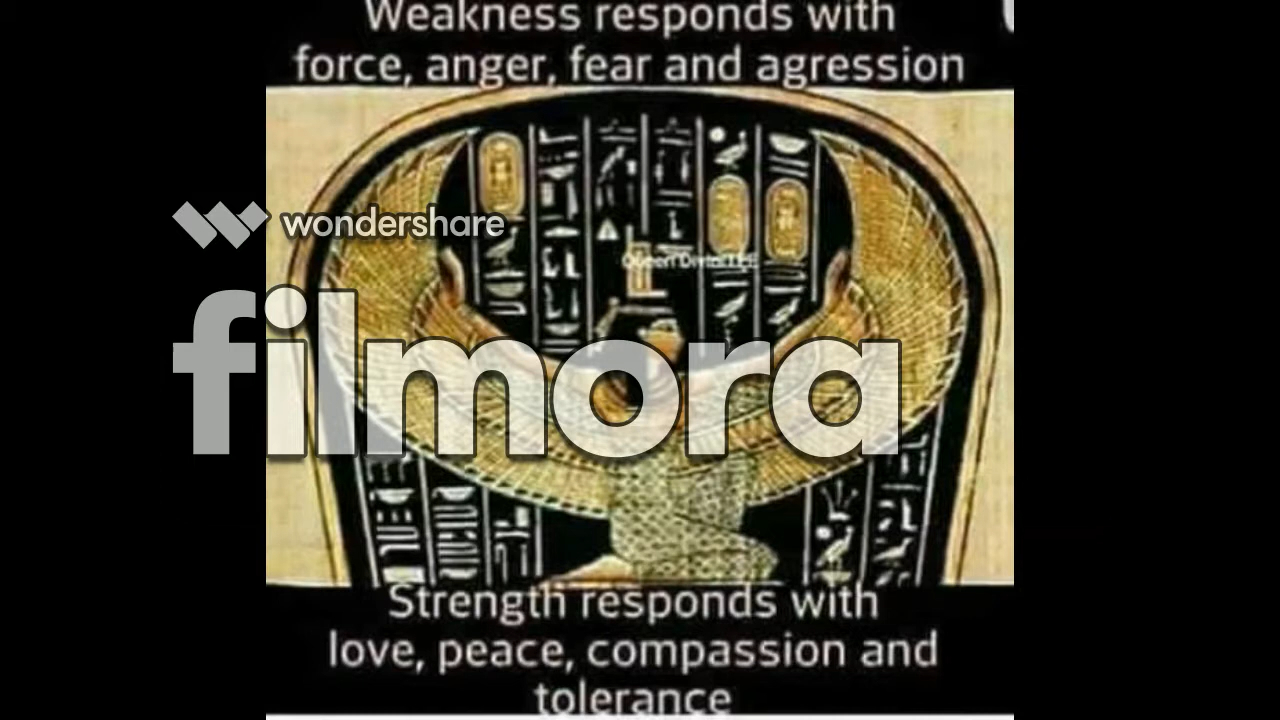 Weakness responds with
force, anger, fear and agression
wondershare
filmora
Strength responds with
love, peace, compassion and
tolerance